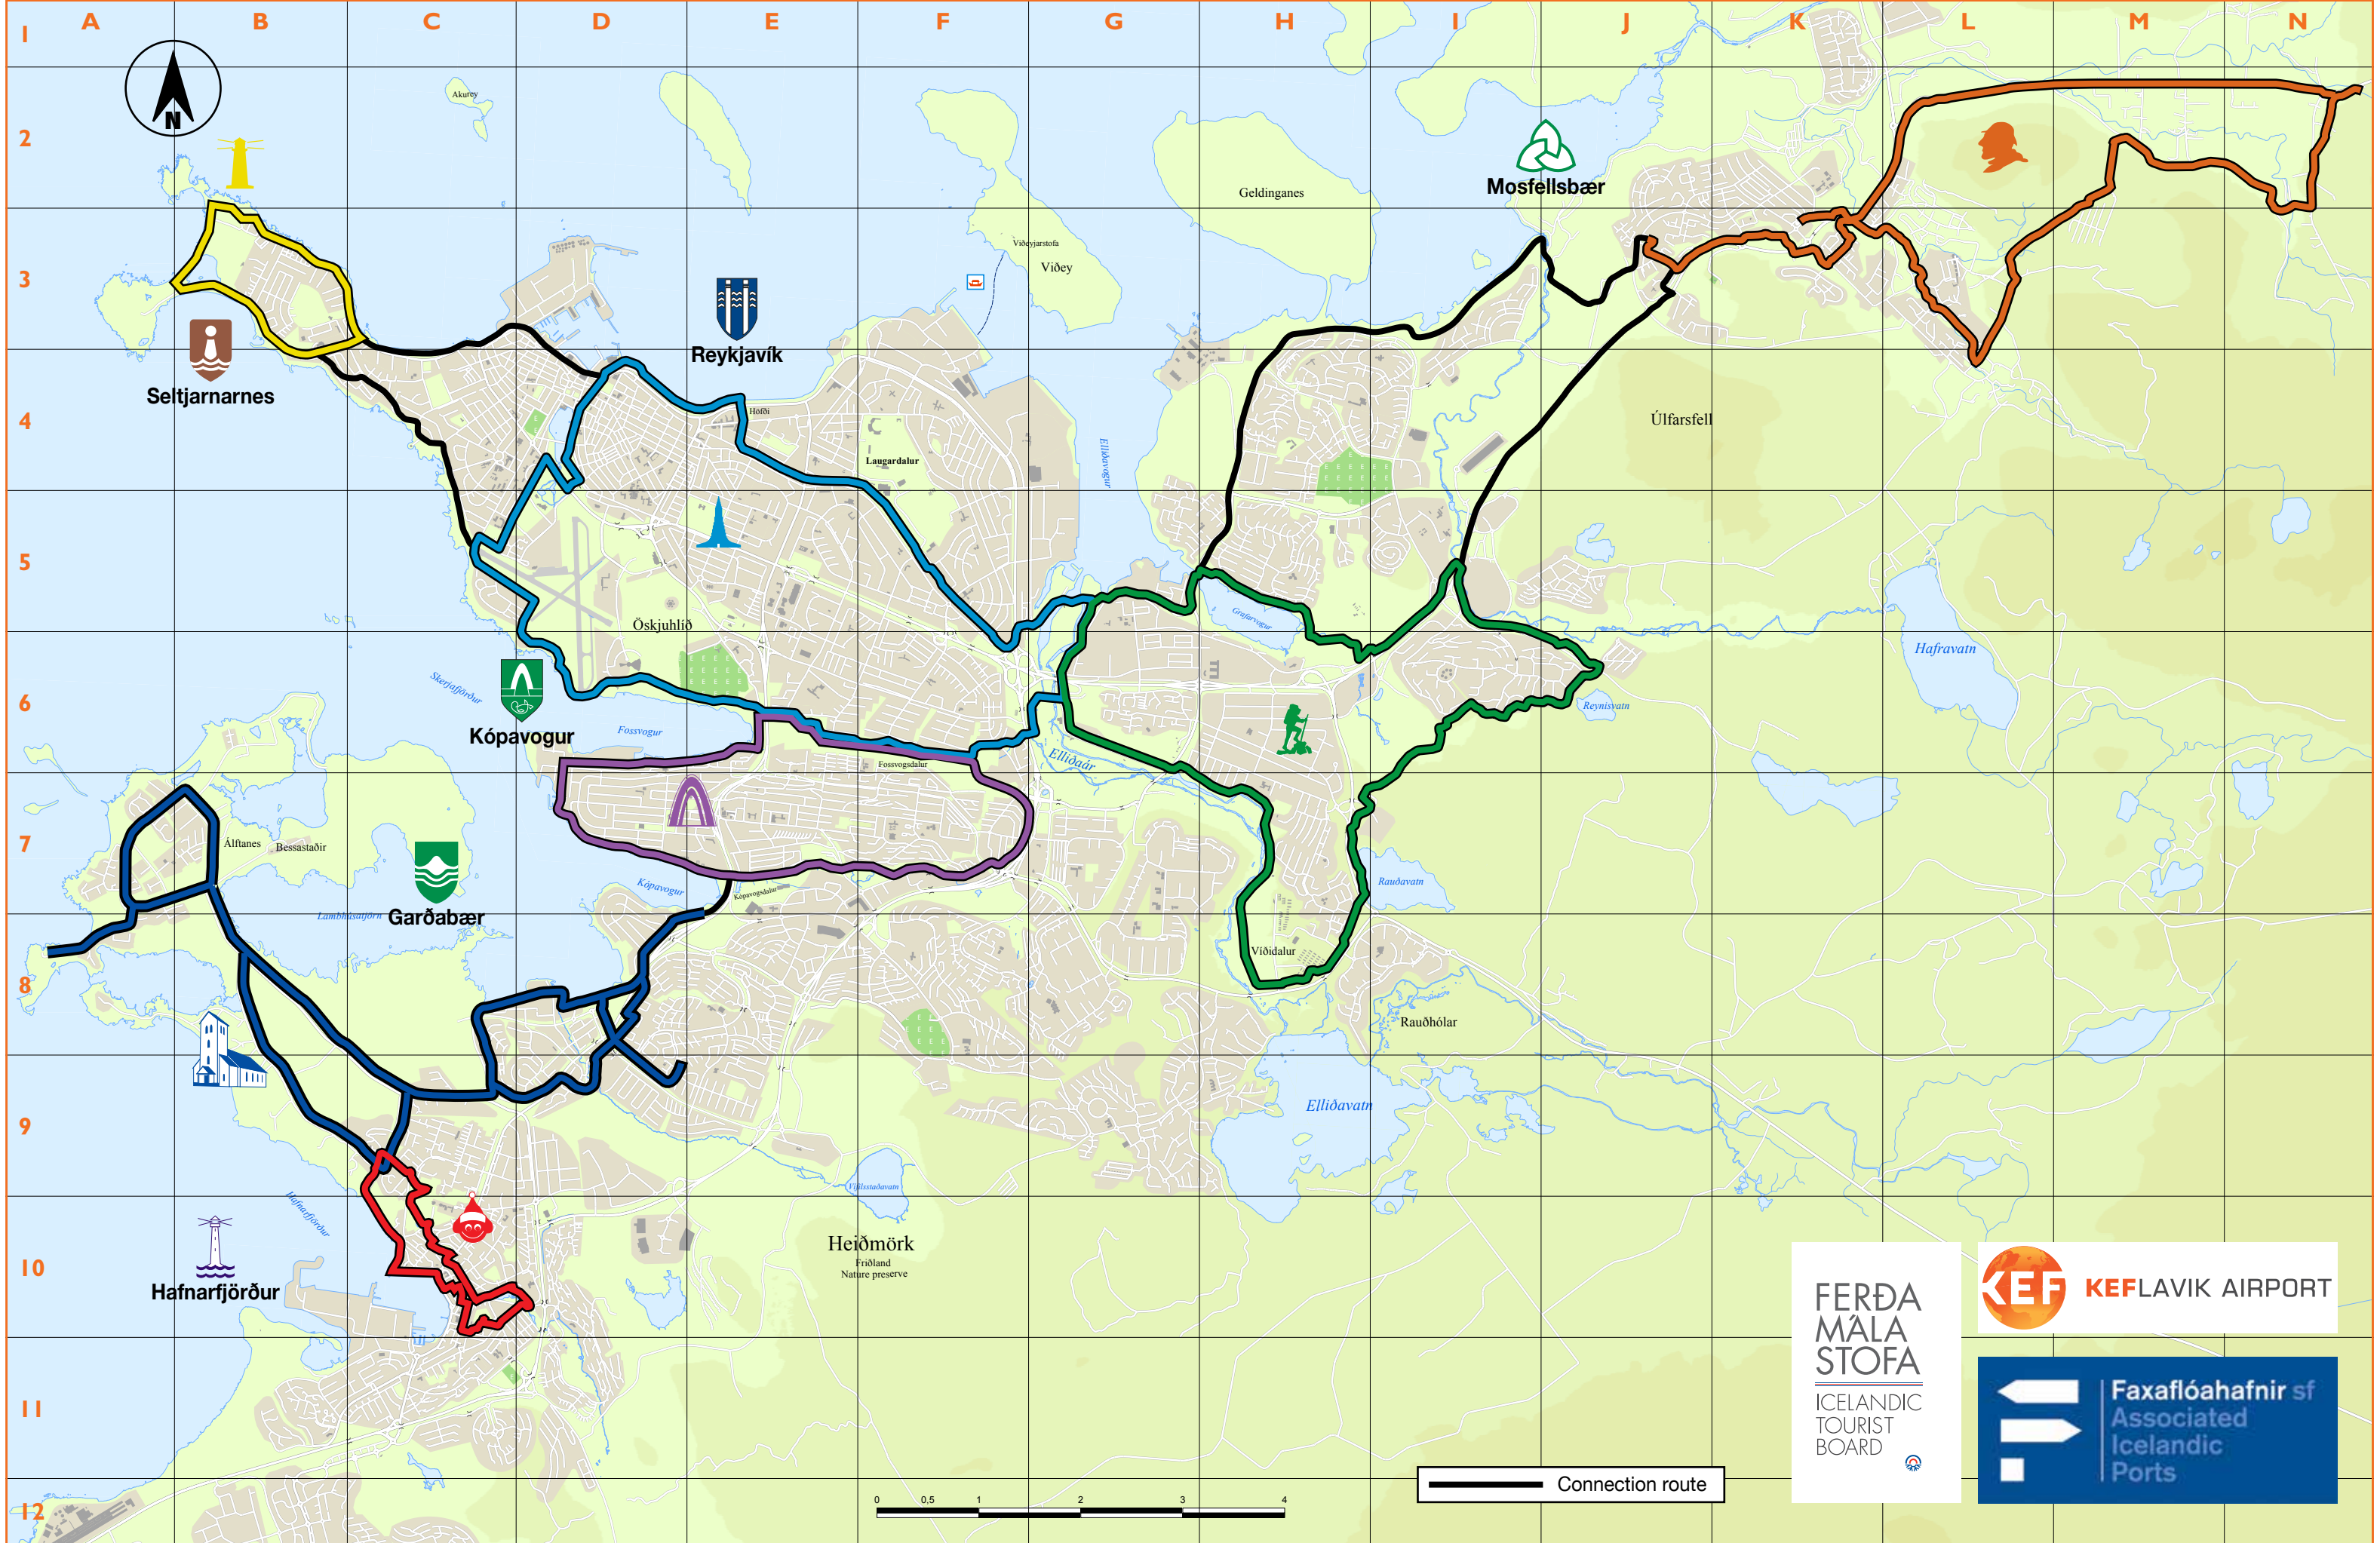 A B C D E F G H I J K L M N
1
2
3
4
5
6
7
8
9
10
11
12
N
Akurey
Geldinganes
Mosfellsbær
Viðeyjarstofa
Viðey
Reykjavík
Seltjarnarnes
Höfði
Laugardalur
Elliðavogur
Úlfarsfell
Öskjuhlíð
Grafarvogur
Hafravatn
Skerjafjörður
Kópavogur
Fossvogur
Reynisvatn
Elliðaár
Fossvogsdalur
Álftanes
Bessastaðir
Kópavogur
Kópavogsdalur
Rauðavatn
Lambhúsatjörn
Garðabær
Víðidalur
Rauðhólar
Elliðavatn
Vífilsstaðavatn
Hafnarfjörður
Hafnarfjörður
Heiðmörk
Friðland
Nature preserve
E E E E E
E E E E E
E E E E
E E E E
0 0,5 1 2 3 4
Connection route
FERÐA
MÁLA
STOFA
ICELANDIC
TOURIST
BOARD
KEF
KEFLAVIK AIRPORT
Faxaflóahafnir sf
Associated
Icelandic
Ports